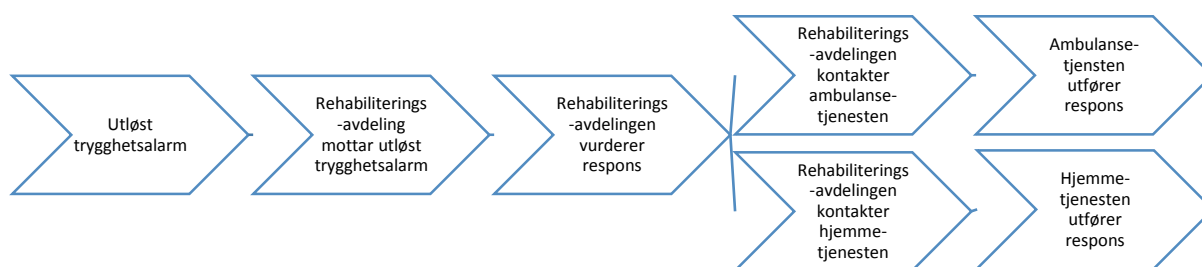 Utløst
trygghetsalarm
Rehabiliterings
-avdeling
mottar utløst
trygghetsalarm
Rehabiliterings
-avdelingen
vurderer
respons
Rehabiliterings
-avdelingen
kontakter
ambulanse-
tjenesten
Ambulanse-
tjensten
utfører
respons
Rehabiliterings
-avdelingen
kontakter
hjemme-
tjenesten
Hjemme-
tjenesten
utfører
respons